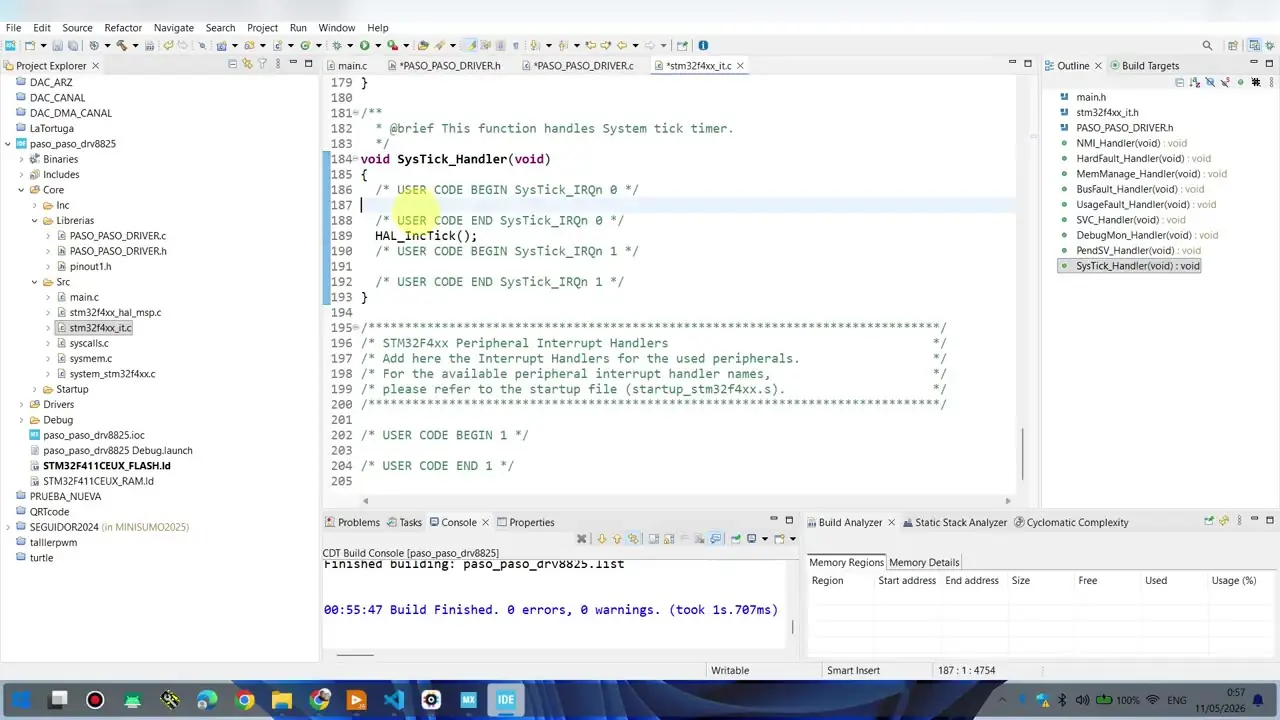 File Edit Source Refactor Navigate Search Project Run Window Help
Project Explorer
DAC_ARZ
DAC_CANAL
DAC_DMA_CANAL
LaTortuga
paso_paso_drv8825
Binaries
Includes
Core
Inc
Librerias
PASO_PASO_DRIVER.c
PASO_PASO_DRIVER.h
pinout1.h
Src
main.c
stm32f4xx_hal_msp.c
stm32f4xx_it.c
syscalls.c
sysmem.c
system_stm32f4xx.c
Startup
Drivers
Debug
paso_paso_drv8825.ioc
paso_paso_drv8825 Debug.launch
STM32F411CEUX_FLASH.ld
STM32F411CEUX_RAM.ld
PRUEBA_NUEVA
QRTcode
SEGUIDOR2024 (in MINISUMO2025)
talllerpwm
turtle
main.c *PASO_PASO_DRIVER.h *PASO_PASO_DRIVER.c *stm32f4xx_it.c
179 }
180
181 /**
182 * @brief This function handles System tick timer.
183 */
184 void SysTick_Handler(void)
185 {
186 /* USER CODE BEGIN SysTick_IRQn 0 */
187
188 /* USER CODE END SysTick_IRQn 0 */
189 HAL_IncTick();
190 /* USER CODE BEGIN SysTick_IRQn 1 */
191
192 /* USER CODE END SysTick_IRQn 1 */
193 }
194
195 /******************************************************************************/
196 /* STM32F4xx Peripheral Interrupt Handlers */
197 /* Add here the Interrupt Handlers for the used peripherals. */
198 /* For the available peripheral interrupt handler names, */
199 /* please refer to the startup file (startup_stm32f4xx.s). */
200 /******************************************************************************/
201
202 /* USER CODE BEGIN 1 */
203
204 /* USER CODE END 1 */
205
Outline Build Targets
main.h
stm32f4xx_it.h
PASO_PASO_DRIVER.h
NMI_Handler(void) : void
HardFault_Handler(void) : void
MemManage_Handler(void) : void
BusFault_Handler(void) : void
UsageFault_Handler(void) : void
SVC_Handler(void) : void
DebugMon_Handler(void) : void
PendSV_Handler(void) : void
SysTick_Handler(void) : void
Problems Tasks Console Properties
CDT Build Console [paso_paso_drv8825]
Finished building: paso_paso_drv8825.list
00:55:47 Build Finished. 0 errors, 0 warnings. (took 1s.707ms)
Build Analyzer Static Stack Analyzer Cyclomatic Complexity
Memory Regions Memory Details
Region Start address End address Size Free Used Usage (%)
Writable Smart Insert 187 : 1 : 4754
MX IDE
100% ENG
0:57
11/05/2026